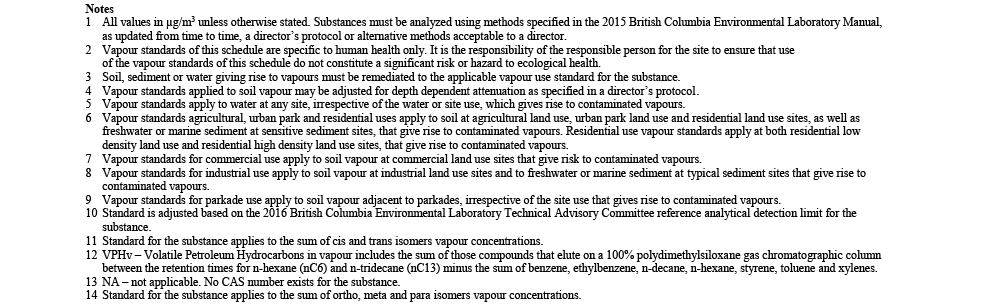 Notes
1 All values in µg/m³ unless otherwise stated. Substances must be analyzed using methods specified in the 2015 British Columbia Environmental Laboratory Manual,
as updated from time to time, a director's protocol or alternative methods acceptable to a director.
2 Vapour standards of this schedule are specific to human health only. It is the responsibility of the responsible person for the site to ensure that use
of the vapour standards of this schedule do not constitute a significant risk or hazard to ecological health.
3 Soil, sediment or water giving rise to vapours must be remediated to the applicable vapour use standard for the substance.
4 Vapour standards applied to soil vapour may be adjusted for depth dependent attenuation as specified in a director's protocol.
5 Vapour standards apply to water at any site, irrespective of the water or site use, which gives rise to contaminated vapours.
6 Vapour standards agricultural, urban park and residential uses apply to soil at agricultural land use, urban park land use and residential land use sites, as well as
freshwater or marine sediment at sensitive sediment sites, that give rise to contaminated vapours. Residential use vapour standards apply at both residential low
density land use and residential high density land use sites, that give rise to contaminated vapours.
7 Vapour standards for commercial use apply to soil vapour at commercial land use sites that give risk to contaminated vapours.
8 Vapour standards for industrial use apply to soil vapour at industrial land use sites and to freshwater or marine sediment at typical sediment sites that give rise to
contaminated vapours.
9 Vapour standards for parkade use apply to soil vapour adjacent to parkades, irrespective of the site use that gives rise to contaminated vapours.
10 Standard is adjusted based on the 2016 British Columbia Environmental Laboratory Technical Advisory Committee reference analytical detection limit for the
substance.
11 Standard for the substance applies to the sum of cis and trans isomers vapour concentrations.
12 VPHv – Volatile Petroleum Hydrocarbons in vapour includes the sum of those compounds that elute on a 100% polydimethylsiloxane gas chromatographic column
between the retention times for n-hexane (nC6) and n-tridecane (nC13) minus the sum of benzene, ethylbenzene, n-decane, n-hexane, styrene, toluene and xylenes.
13 NA – not applicable. No CAS number exists for the substance.
14 Standard for the substance applies to the sum of ortho, meta and para isomers vapour concentrations.